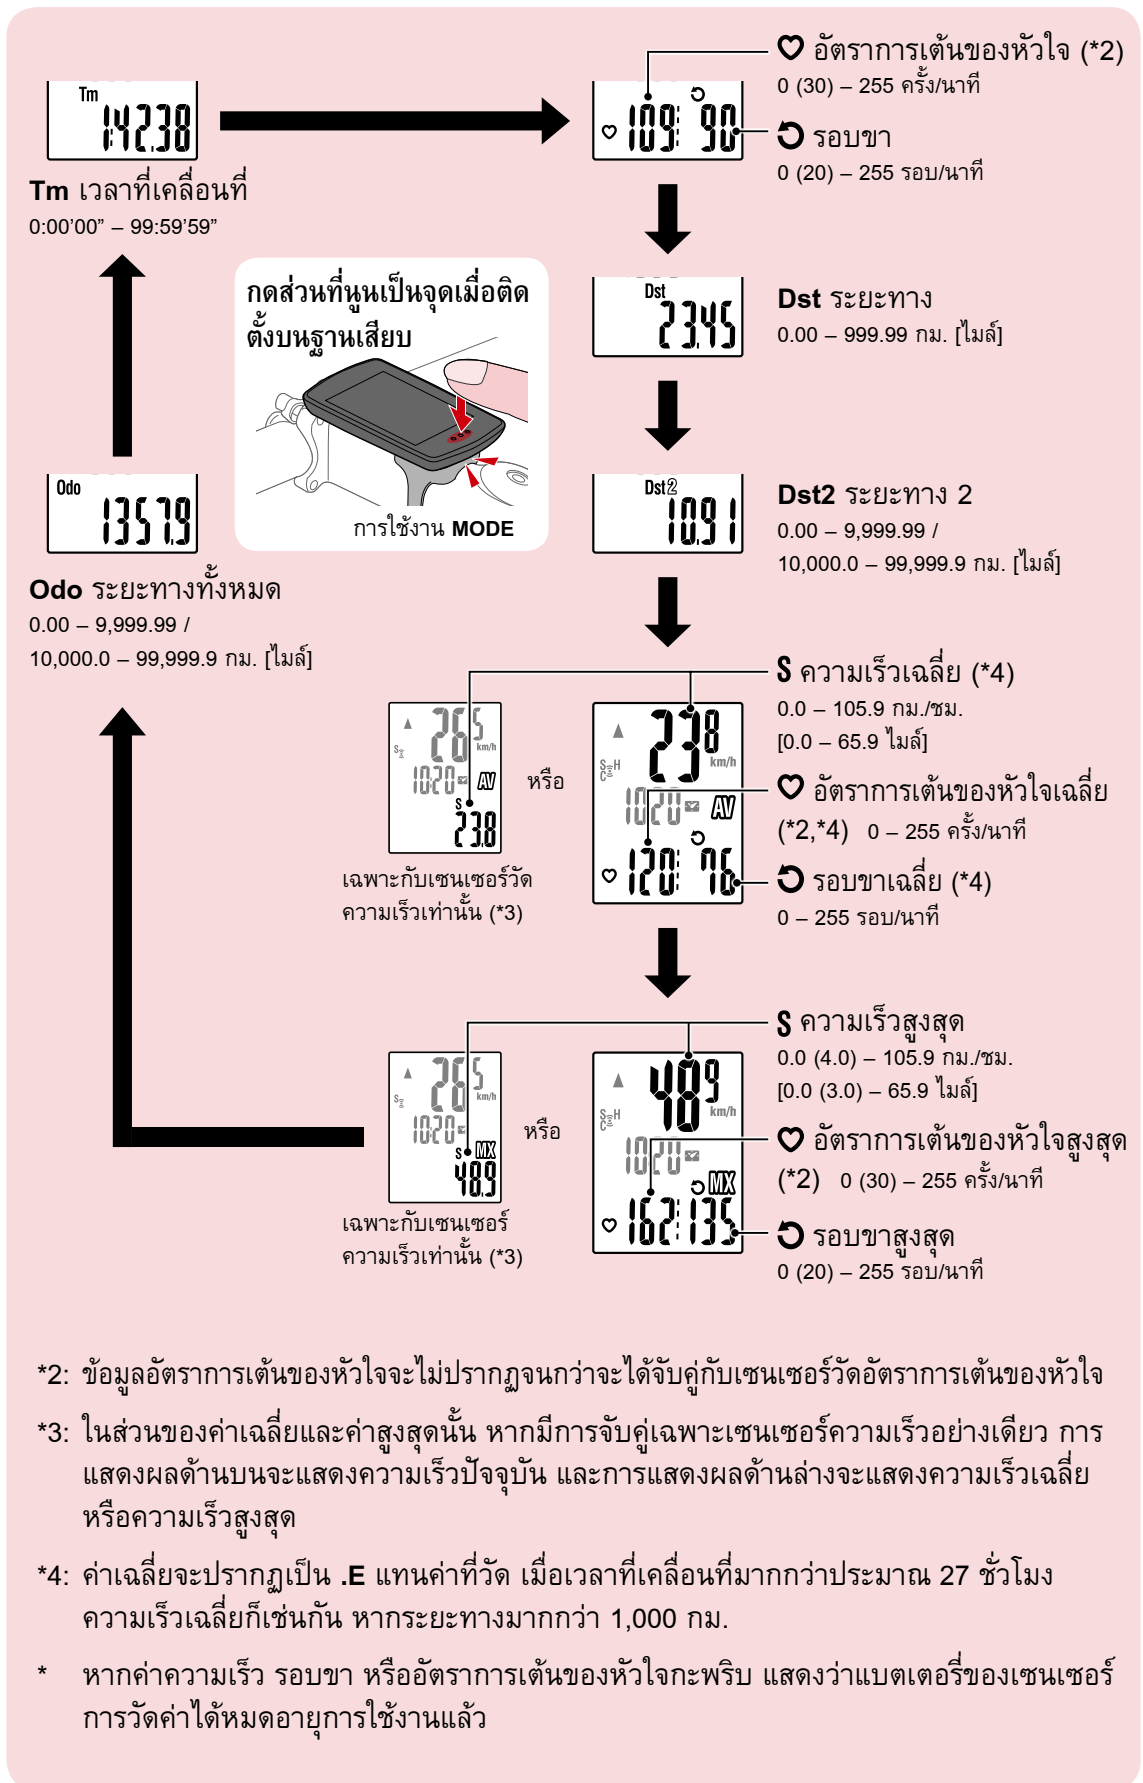 Tm
1:42.38
Tm เวลาที่เคลื่อนที่
0:00'00” – 99:59'59”
109 90
อัตราการเต้นของหัวใจ (*2)
0 (30) – 255 ครั้ง/นาที
รอบขา
0 (20) – 255 รอบ/นาที
กดส่วนที่นูนเป็นจุดเมื่อติด
ตั้งบนฐานเสียบ
การใช้งาน MODE
Dst
23.45
Dst ระยะทาง
0.00 – 999.99 กม. [ไมล์]
Dst2
10.91
Dst2 ระยะทาง 2
0.00 – 9,999.99 /
10,000.0 – 99,999.9 กม. [ไมล์]
Odo
1357.9
Odo ระยะทางทั้งหมด
0.00 – 9,999.99 /
10,000.0 – 99,999.9 กม. [ไมล์]
26.5
km/h
S
10:20
AV
S
23.8
เฉพาะกับเซนเซอร์วัด
ความเร็วเท่านั้น (*3)
หรือ
23.8
km/h
S H
C
10:20
AV
120 76
S ความเร็วเฉลี่ย (*4)
0.0 – 105.9 กม./ชม.
[0.0 – 65.9 ไมล์]
อัตราการเต้นของหัวใจเฉลี่ย
(*2,*4) 0 – 255 ครั้ง/นาที
รอบขาเฉลี่ย (*4)
0 – 255 รอบ/นาที
26.5
km/h
S
10:20
S MX
48.9
เฉพาะกับเซนเซอร์
ความเร็วเท่านั้น (*3)
หรือ
48.9
km/h
S H
C
10:20
MX
162 135
S ความเร็วสูงสุด
0.0 (4.0) – 105.9 กม./ชม.
[0.0 (3.0) – 65.9 ไมล์]
อัตราการเต้นของหัวใจสูงสุด
(*2) 0 (30) – 255 ครั้ง/นาที
รอบขาสูงสุด
0 (20) – 255 รอบ/นาที
*2: ข้อมูลอัตราการเต้นของหัวใจจะไม่ปรากฏจนกว่าจะได้จับคู่กับเซนเซอร์วัดอัตราการเต้นของหัวใจ
*3: ในส่วนของค่าเฉลี่ยและค่าสูงสุดนั้น หากมีการจับคู่เฉพาะเซนเซอร์ความเร็วอย่างเดียว การ
แสดงผลด้านบนจะแสดงความเร็วปัจจุบัน และการแสดงผลด้านล่างจะแสดงความเร็วเฉลี่ย
หรือความเร็วสูงสุด
*4: ค่าเฉลี่ยจะปรากฏเป็น .E แทนค่าที่วัด เมื่อเวลาที่เคลื่อนที่มากกว่าประมาณ 27 ชั่วโมง
ความเร็วเฉลี่ยก็เช่นกัน หากระยะทางมากกว่า 1,000 กม.
* หากค่าความเร็ว รอบขา หรืออัตราการเต้นของหัวใจกะพริบ แสดงว่าแบตเตอรี่ของเซนเซอร์
การวัดค่าได้หมดอายุการใช้งานแล้ว